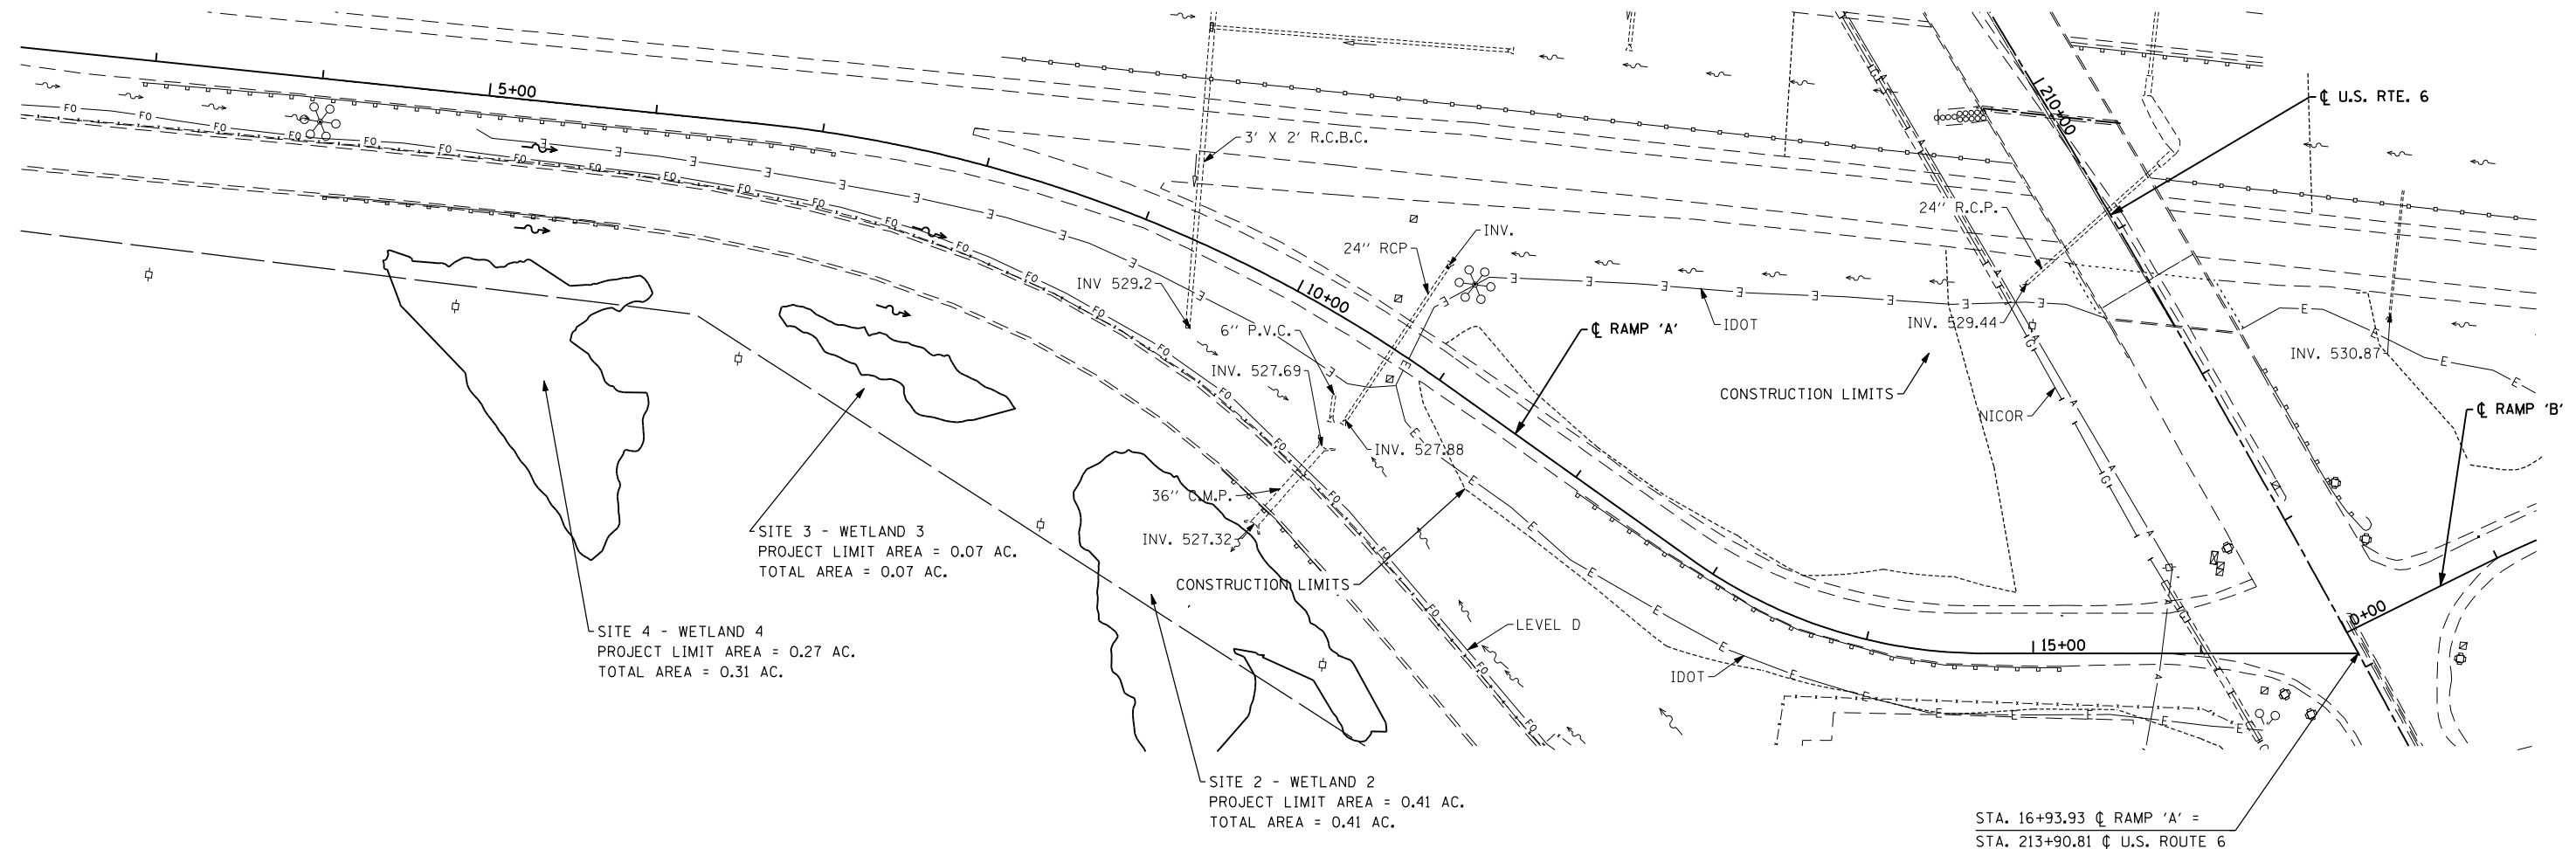 5+00
210+00
℄ U.S. RTE. 6
3' X 2' R.C.B.C.
24'' R.C.P.
INV.
24'' RCP
INV 529.2
10+00
IDOT
INV. 529.44
6'' P.V.C.
℄ RAMP 'A'
INV. 530.87
INV. 527.69
CONSTRUCTION LIMITS
NICOR
℄ RAMP 'B'
INV. 527.88
36'' C.M.P.
INV. 527.32
SITE 3 - WETLAND 3
PROJECT LIMIT AREA = 0.07 AC.
TOTAL AREA = 0.07 AC.
CONSTRUCTION LIMITS
0+00
LEVEL D
SITE 4 - WETLAND 4
PROJECT LIMIT AREA = 0.27 AC.
TOTAL AREA = 0.31 AC.
15+00
IDOT
SITE 2 - WETLAND 2
PROJECT LIMIT AREA = 0.41 AC.
TOTAL AREA = 0.41 AC.
STA. 16+93.93 ℄ RAMP 'A' =
STA. 213+90.81 ℄ U.S. ROUTE 6